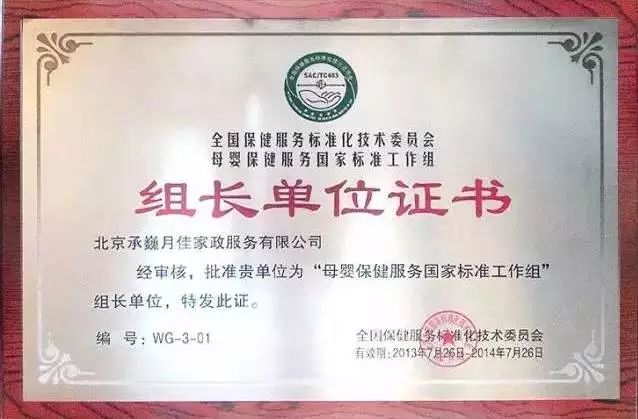 SAC/TC483
全国保健服务标准化技术委员会
母婴保健服务国家标准工作组
组长单位证书
北京承巍月佳家政服务有限公司
经审核，批准贵单位为“母婴保健服务国家标准工作组”
组长单位，特发此证。
编 号：WG-3-01
全国保健服务标准化技术委员会
有效期：2013年7月26日-2014年7月26日